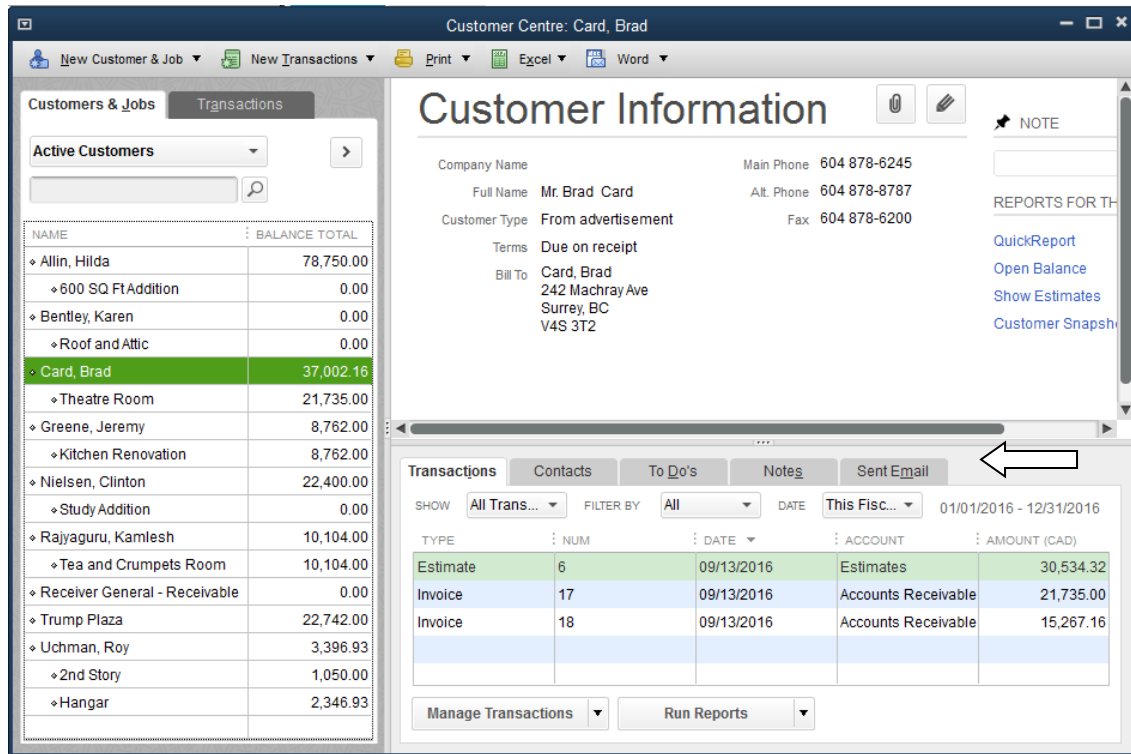 Customer Centre: Card, Brad
New Customer & Job New Transactions Print Excel Word
Customers & Jobs Transactions
Active Customers
NAME BALANCE TOTAL
Allin, Hilda 78,750.00
600 SQ Ft Addition 0.00
Bentley, Karen 0.00
Roof and Attic 0.00
Card, Brad 37,002.16
Theatre Room 21,735.00
Greene, Jeremy 8,762.00
Kitchen Renovation 8,762.00
Nielsen, Clinton 22,400.00
Study Addition 0.00
Rajyaguru, Kamlesh 10,104.00
Tea and Crumpets Room 10,104.00
Receiver General - Receivable 0.00
Trump Plaza 22,742.00
Uchman, Roy 3,396.93
2nd Story 1,050.00
Hangar 2,346.93
Customer Information
Company Name
Full Name Mr. Brad Card
Customer Type From advertisement
Terms Due on receipt
Bill To Card, Brad
242 Machray Ave
Surrey, BC
V4S 3T2
Main Phone 604 878-6245
Alt. Phone 604 878-8787
Fax 604 878-6200
NOTE
REPORTS FOR TH
QuickReport
Open Balance
Show Estimates
Customer Snapsh
Transactions Contacts To Do's Notes Sent Email
SHOW All Trans... FILTER BY All DATE This Fisc... 01/01/2016 - 12/31/2016
TYPE NUM DATE ACCOUNT AMOUNT (CAD)
Estimate 6 09/13/2016 Estimates 30,534.32
Invoice 17 09/13/2016 Accounts Receivable 21,735.00
Invoice 18 09/13/2016 Accounts Receivable 15,267.16
Manage Transactions Run Reports